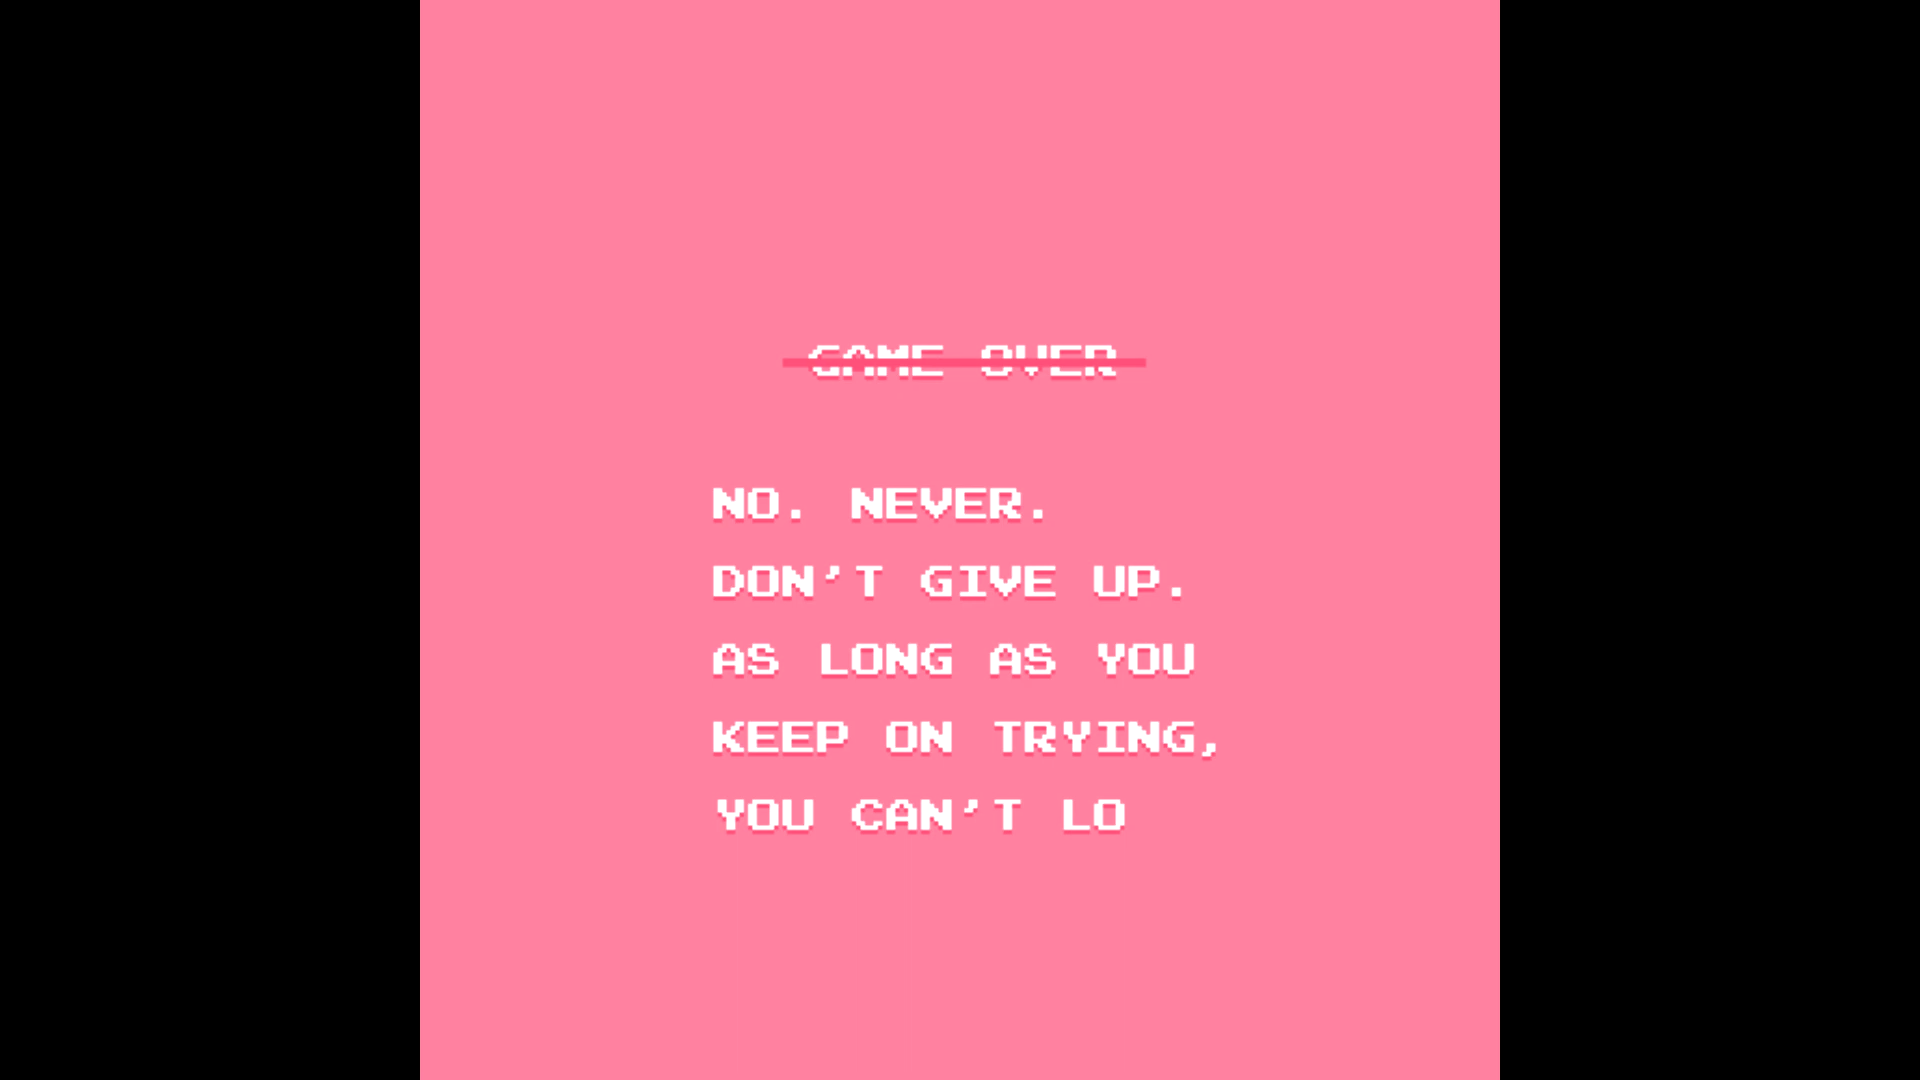 GAME OVER
NO. NEVER.
DON'T GIVE UP.
AS LONG AS YOU
KEEP ON TRYING,
YOU CAN'T LO